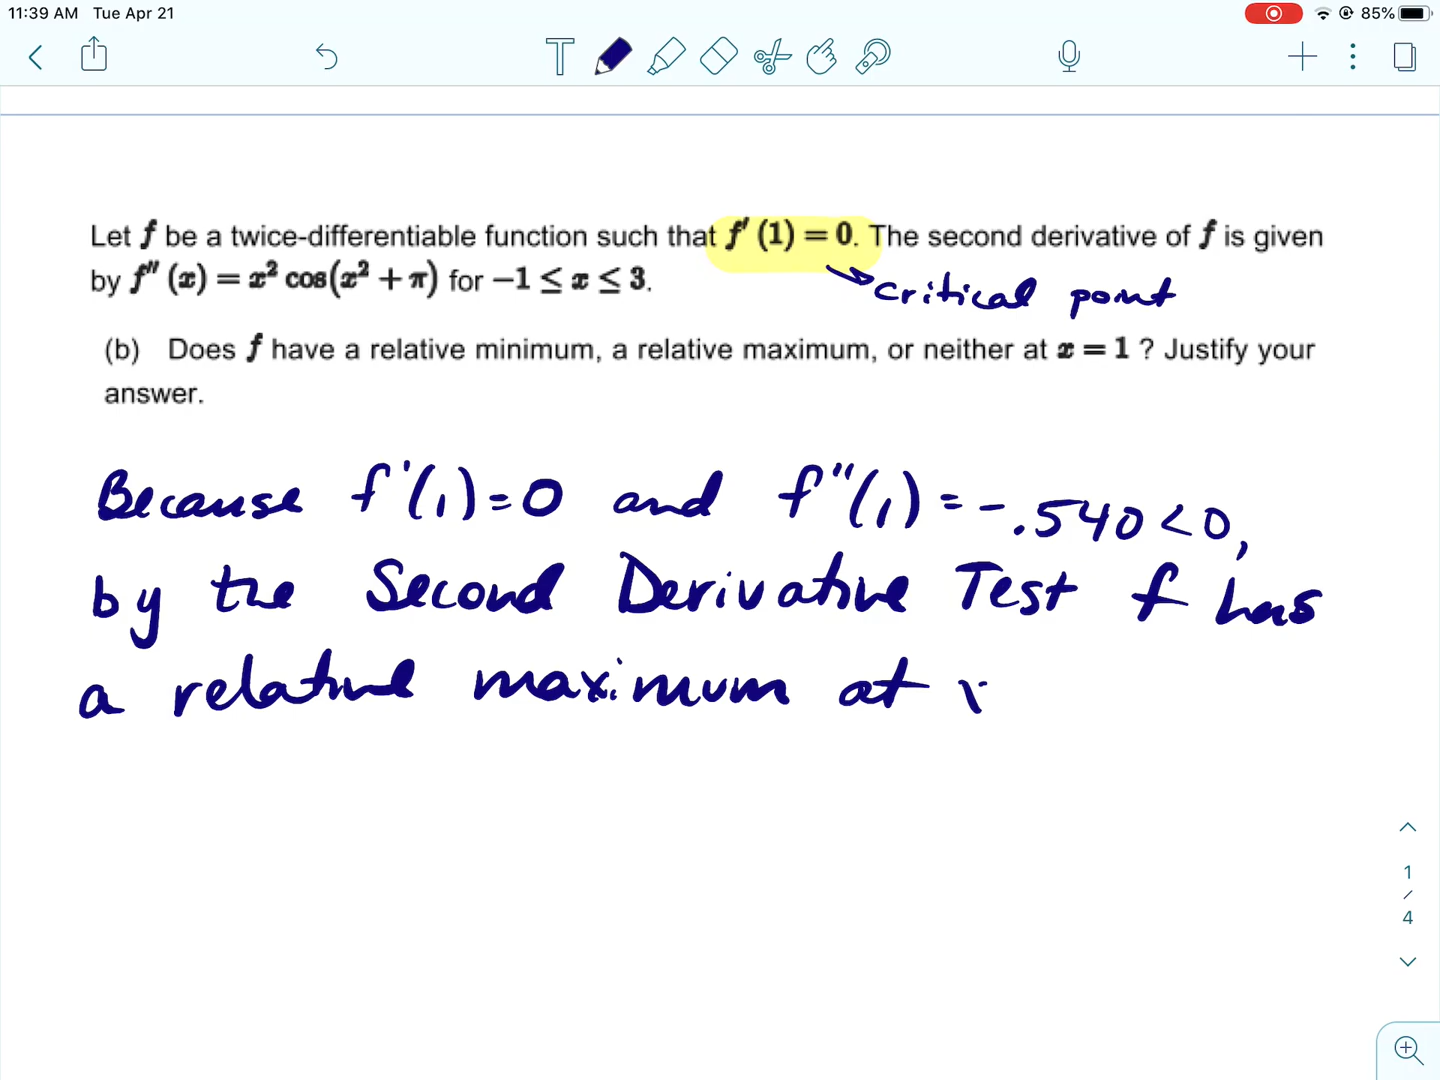 11:39 AM Tue Apr 21
85%
T
Let f be a twice-differentiable function such that f′ (1) = 0. The second derivative of f is given
by f″ (x) = x² cos(x² + π) for −1 ≤ x ≤ 3.
critical point
(b) Does f have a relative minimum, a relative maximum, or neither at x = 1 ? Justify your
answer.
Because f'(1)=0 and f"(1)=-.540<0,
by the Second Derivative Test f has
a relative maximum at
1
/
4